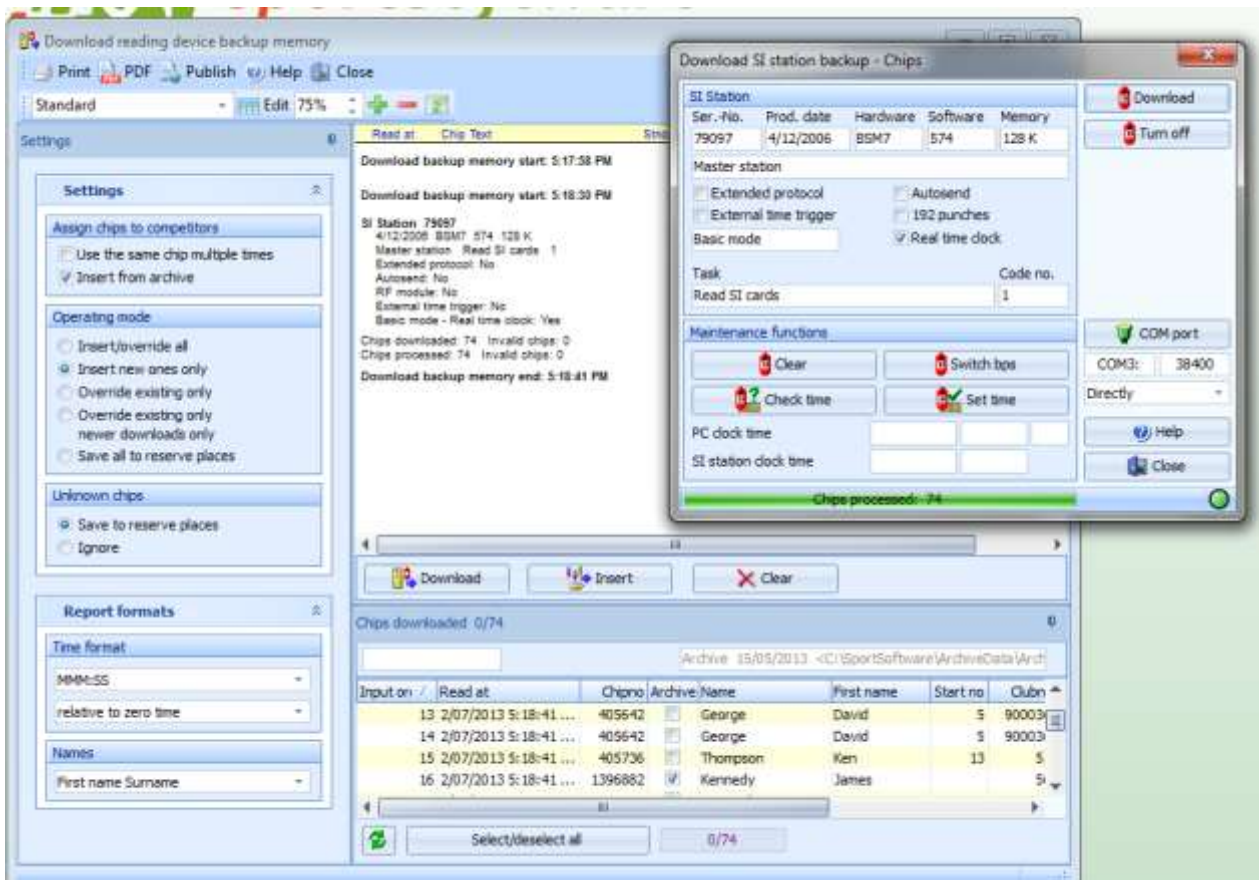 Download reading device backup memory
Print PDF Publish Help Close
Standard Edit 75%
Settings
Settings
Assign chips to competitors
Use the same chip multiple times
Insert from archive
Operating mode
Insert/override all
Insert new ones only
Override existing only
Override existing only
newer downloads only
Save all to reserve places
Unknown chips
Save to reserve places
Ignore
Report formats
Time format
MMM:SS
relative to zero time
Names
First name Surname
Read at Chip Text
Download backup memory start: 5:17:58 PM
Download backup memory start: 5:18:30 PM
SI Station 79097
4/12/2006 BSM7 574 128 K
Master station Read SI cards 1
Extended protocol: No
Autosend: No
RF module: No
External time trigger: No
Basic mode - Real time clock: Yes
Chips downloaded: 74 Invalid chips: 0
Chips processed: 74 Invalid chips: 0
Download backup memory end: 5:18:41 PM
Download Insert Clear
Chips downloaded 0/74
Archive 15/05/2013 <C:\SportSoftware\ArchiveData\Arch
Input on Read at Chipno Archive Name First name Start no Clubn
13 2/07/2013 5:18:41 ... 405642 George David 5 90003
14 2/07/2013 5:18:41 ... 405642 George David 5 90003
15 2/07/2013 5:18:41 ... 405736 Thompson Ken 13 5
16 2/07/2013 5:18:41 ... 1396882 Kennedy James
Select/deselect all 0/74
Download SI station backup - Chips
SI Station
Ser.-No. Prod. date Hardware Software Memory
79097 4/12/2006 BSM7 574 128 K
Master station
Extended protocol Autosend
External time trigger 192 punches
Basic mode Real time clock
Task Code no.
Read SI cards 1
Maintenance functions
Clear Switch bps
Check time Set time
PC clock time
SI station clock time
Chips processed: 74
Download
Turn off
COM port
COM3: 38400
Directly
Help
Close